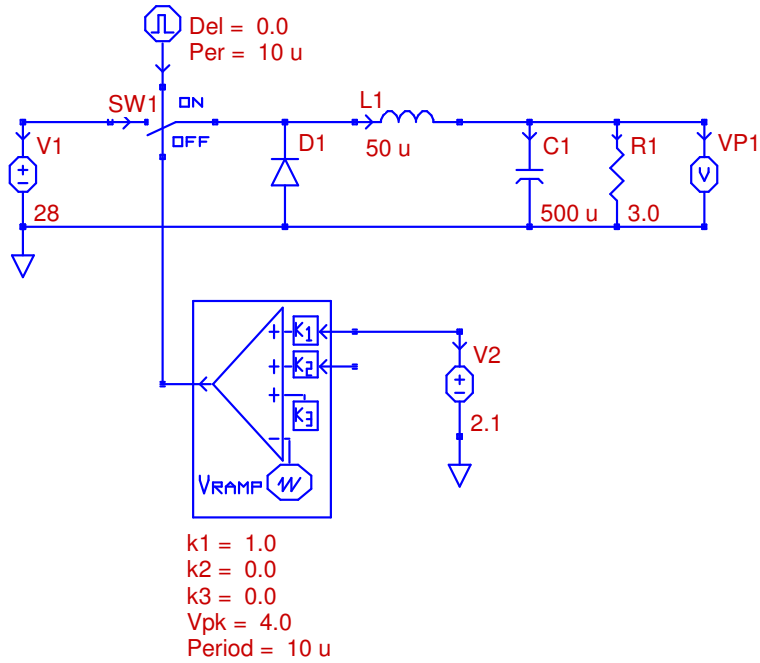 Del = 0.0
Per = 10 u
SW1
ON
OFF
V1
28
D1
L1
50 u
C1
500 u
R1
3.0
VP1
V
K1
K2
K3
VRAMP
V2
2.1
k1 = 1.0
k2 = 0.0
k3 = 0.0
Vpk = 4.0
Period = 10 u